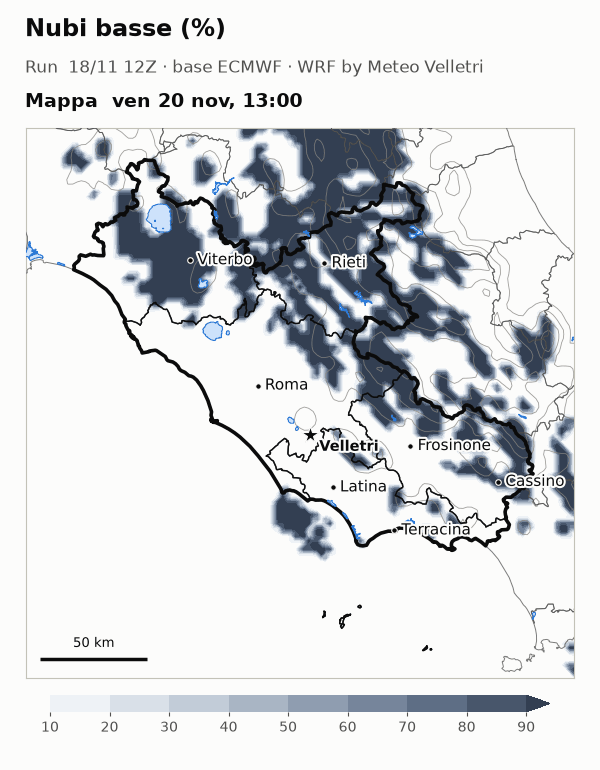 Nubi basse (%)
Run  18/11 12Z · base ECMWF · WRF by Meteo Velletri
Mappa  ven 20 nov, 13:00
Viterbo
Rieti
Roma
Velletri
Frosinone
Latina
Cassino
Terracina
50 km
10 20 30 40 50 60 70 80 90